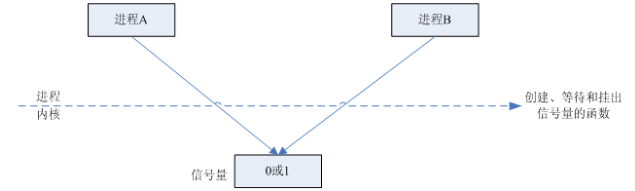 进程A
进程B
进程
内核
创建、等待和挂出
信号量的函数
信号量
0或1